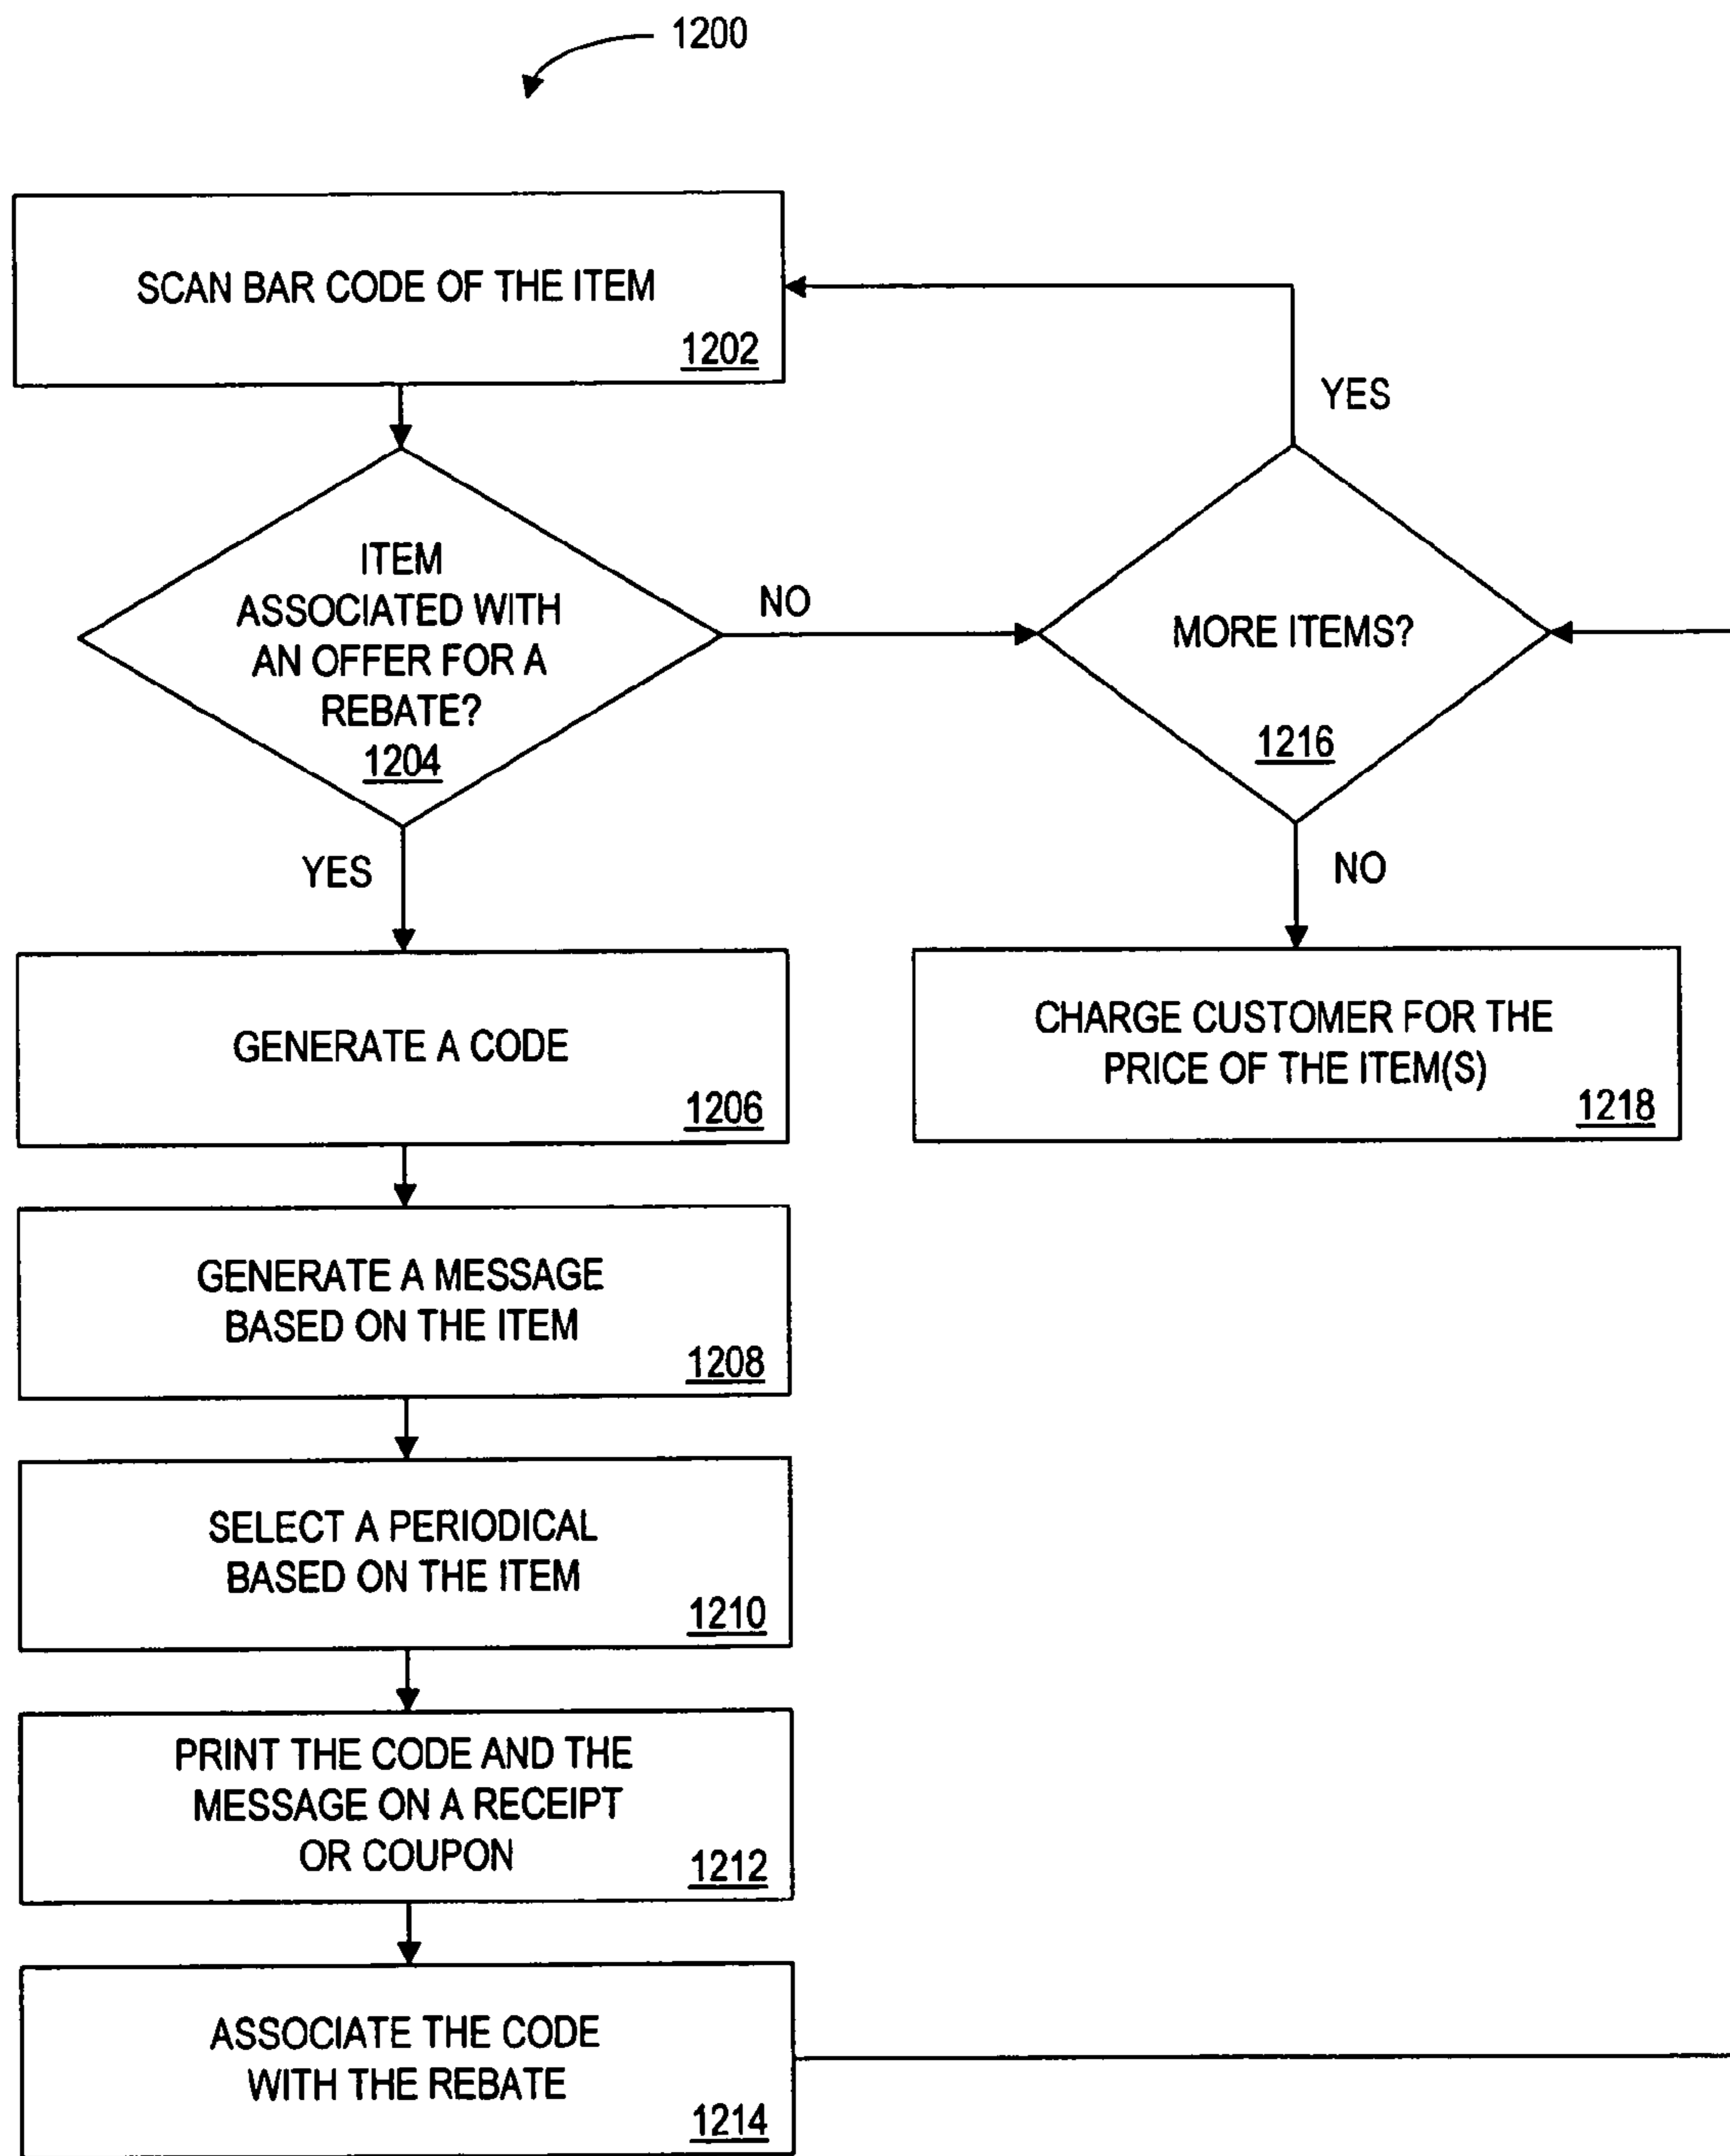 1200
SCAN BAR CODE OF THE ITEM
1202
ITEM
ASSOCIATED WITH
AN OFFER FOR A
REBATE?
1204
NO
YES
MORE ITEMS?
1216
YES
NO
GENERATE A CODE
1206
CHARGE CUSTOMER FOR THE
PRICE OF THE ITEM(S)
1218
GENERATE A MESSAGE
BASED ON THE ITEM
1208
SELECT A PERIODICAL
BASED ON THE ITEM
1210
PRINT THE CODE AND THE
MESSAGE ON A RECEIPT
OR COUPON
1212
ASSOCIATE THE CODE
WITH THE REBATE
1214